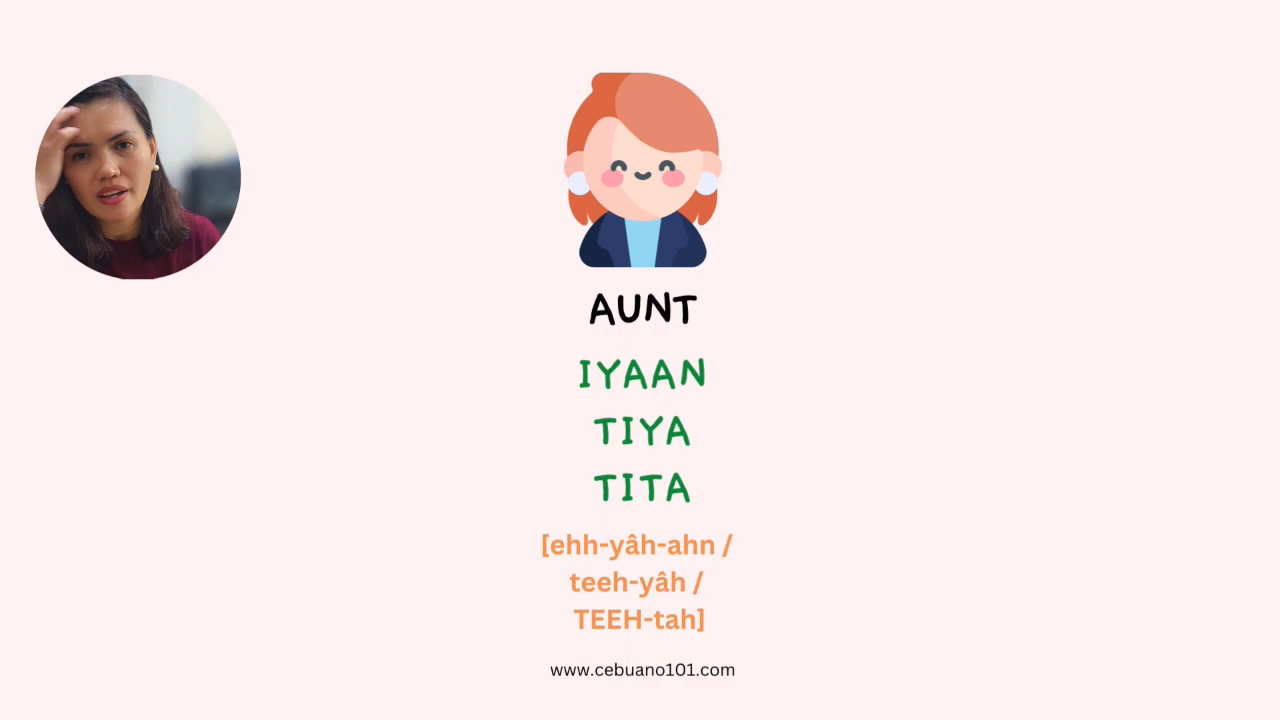 AUNT
IYAAN
TIYA
TITA
[ehh-yâh-ahn /
teeh-yâh /
TEEH-tah]
www.cebuano101.com